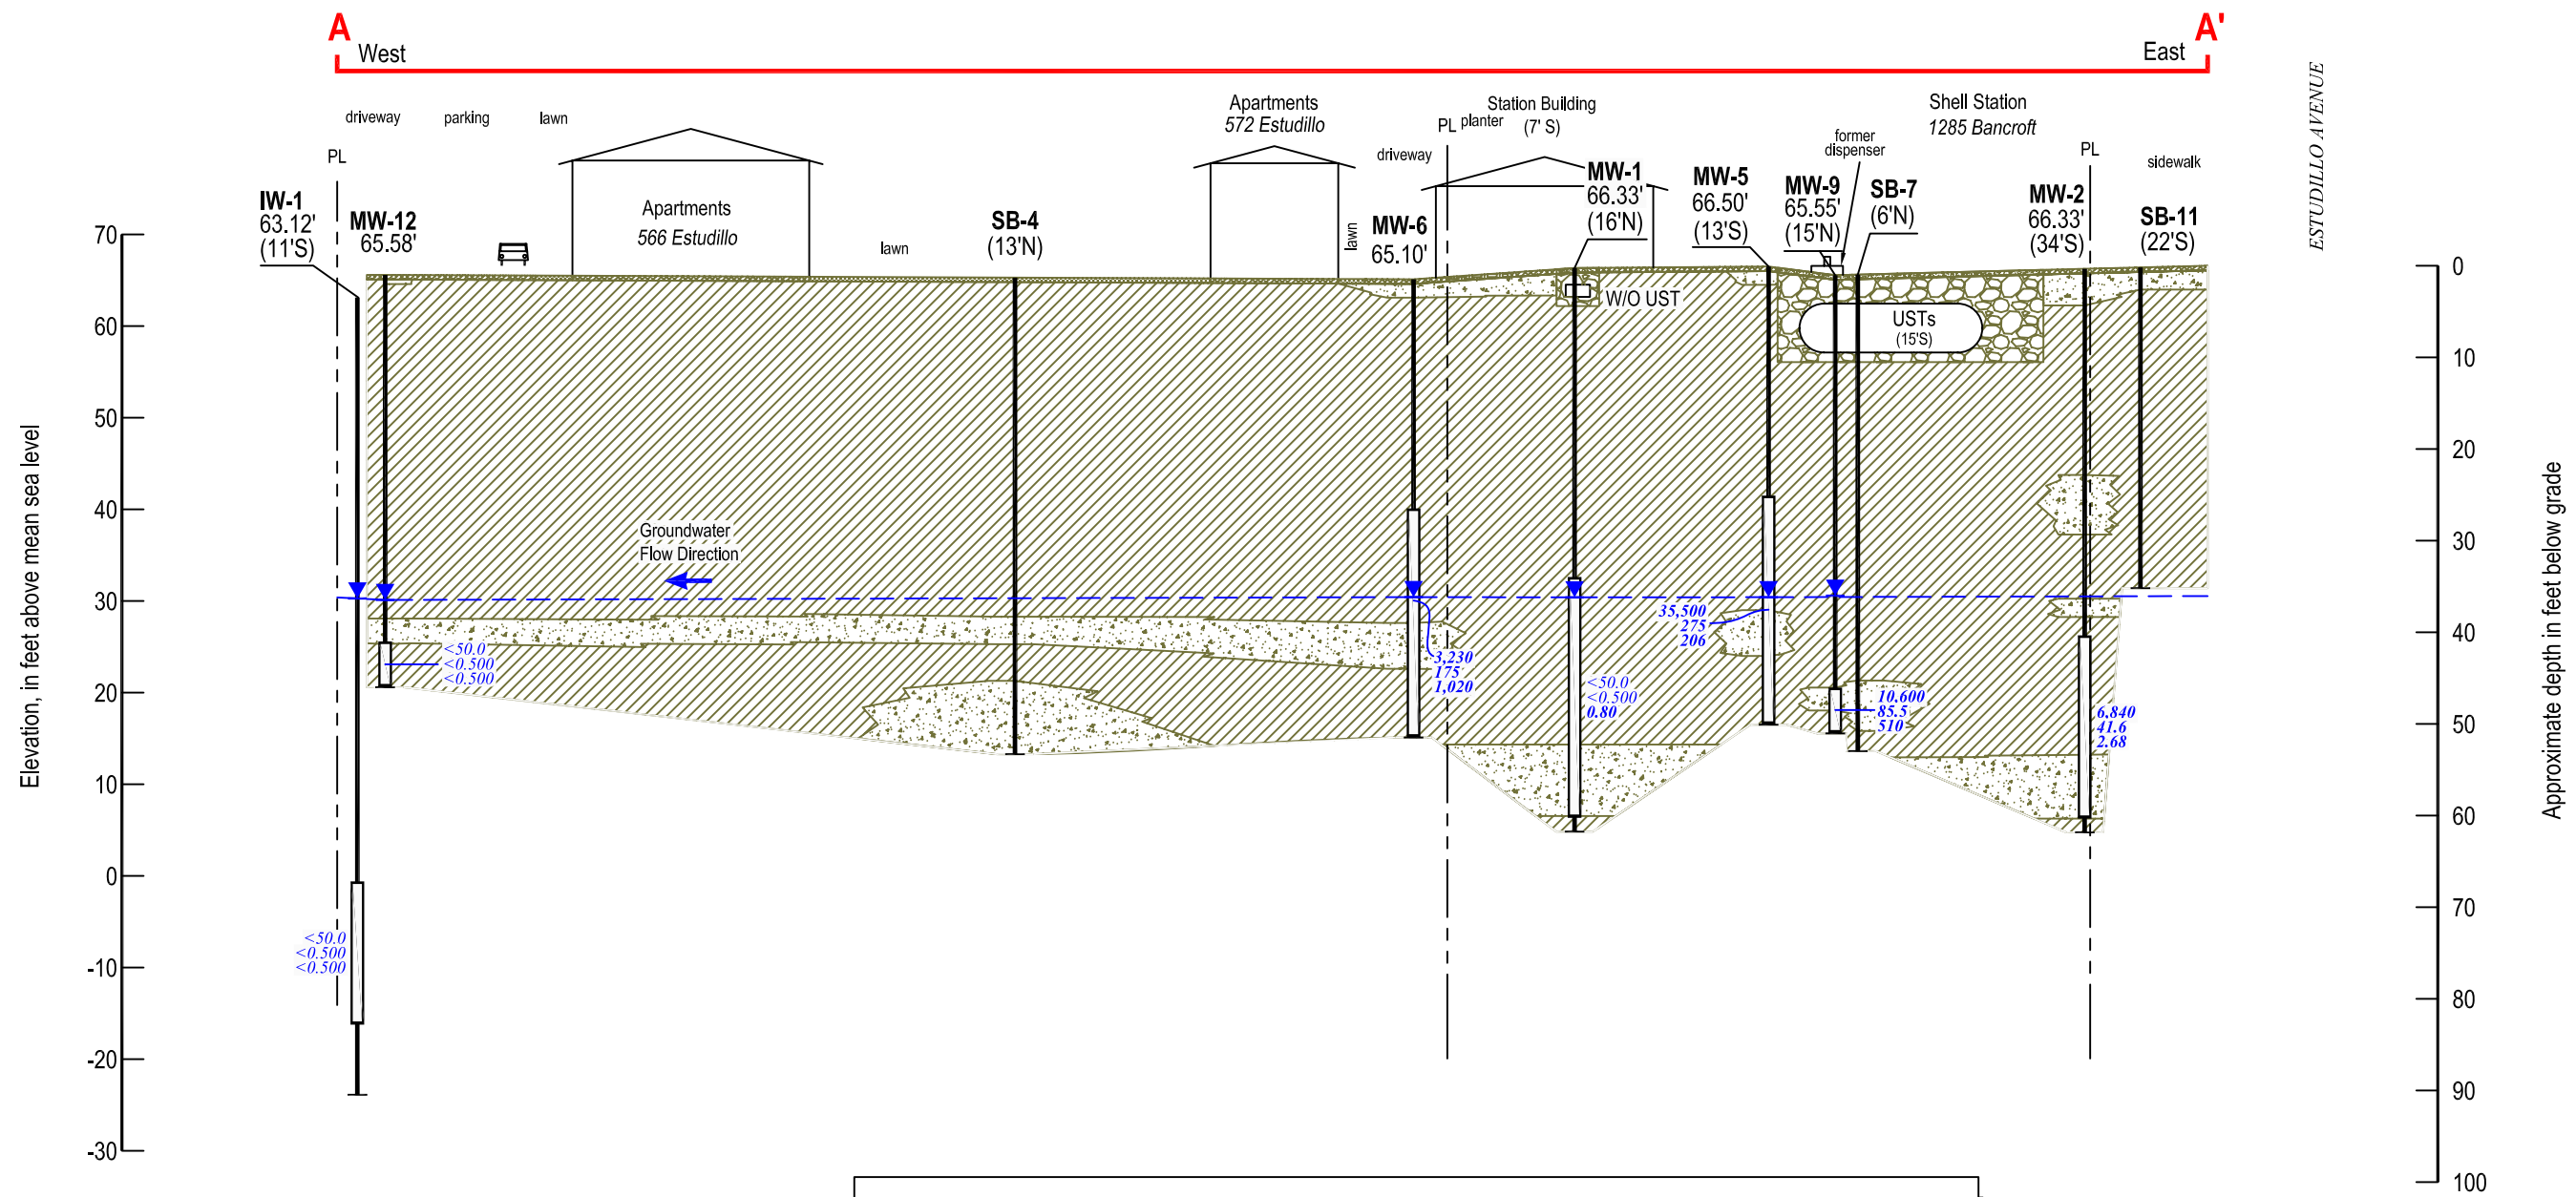 A
A'
West
East
ESTUDILLO AVENUE
driveway
parking
lawn
Apartments
572 Estudillo
Station Building
(7' S)
PL
planter
Shell Station
1285 Bancroft
former
dispenser
PL
driveway
PL
sidewalk
IW-1
63.12'
(11'S)
MW-12
65.58'
Apartments
566 Estudillo
lawn
SB-4
(13'N)
lawn
MW-6
65.10'
MW-1
66.33'
(16'N)
MW-5
66.50'
(13'S)
MW-9
65.55'
(15'N)
SB-7
(6'N)
MW-2
66.33'
(34'S)
SB-11
(22'S)
W/O UST
USTs
(15'S)
Groundwater
Flow Direction
<50.0
<0.500
<0.500
3,230
175
1,020
<50.0
<0.500
0.80
35,500
275
206
10,600
85.5
510
6,840
41.6
2.68
<50.0
<0.500
<0.500
Elevation, in feet above mean sea level
70
60
50
40
30
20
10
0
-10
-20
-30
Approximate depth in feet below grade
0
10
20
30
40
50
60
70
80
90
100